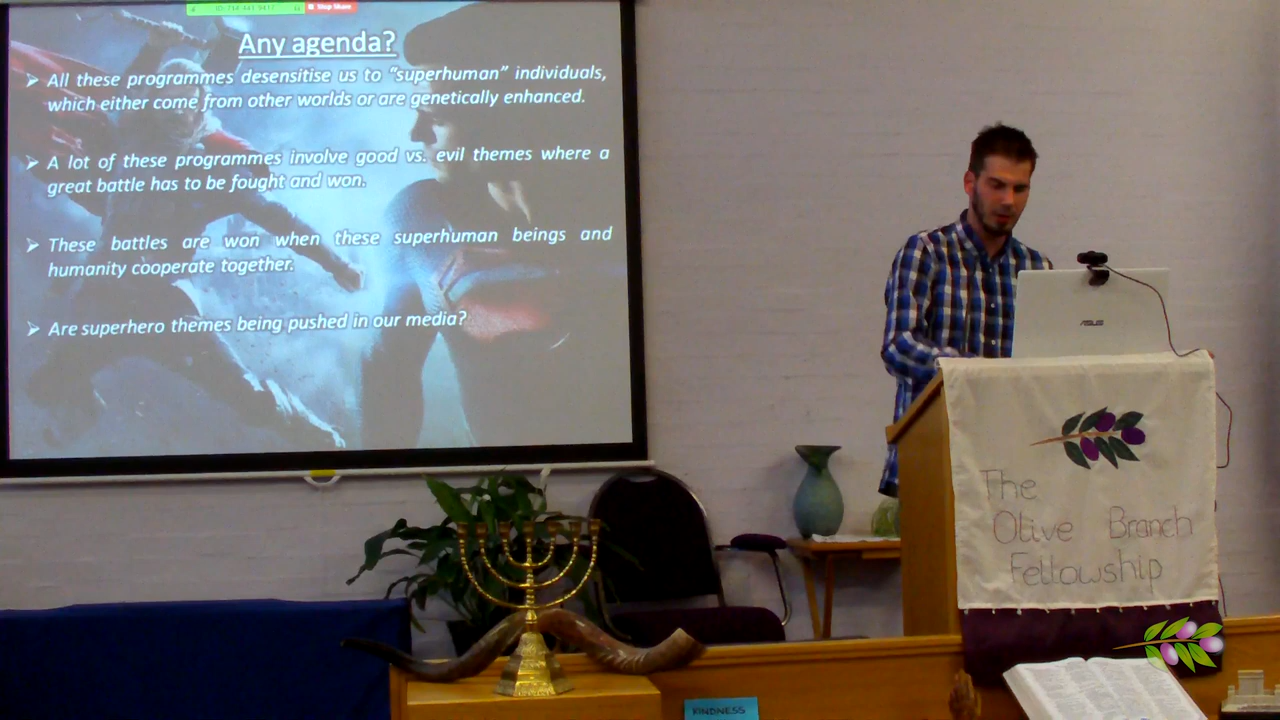 Stop Share
Any agenda?
➢ All these programmes desensitise us to “superhuman” individuals,
which either come from other worlds or are genetically enhanced.
➢ A lot of these programmes involve good vs. evil themes where a
great battle has to be fought and won.
➢ These battles are won when these superhuman beings and
humanity cooperate together.
➢ Are superhero themes being pushed in our media?
ASUS
The
Olive Branch
Fellowship
KINDNESS